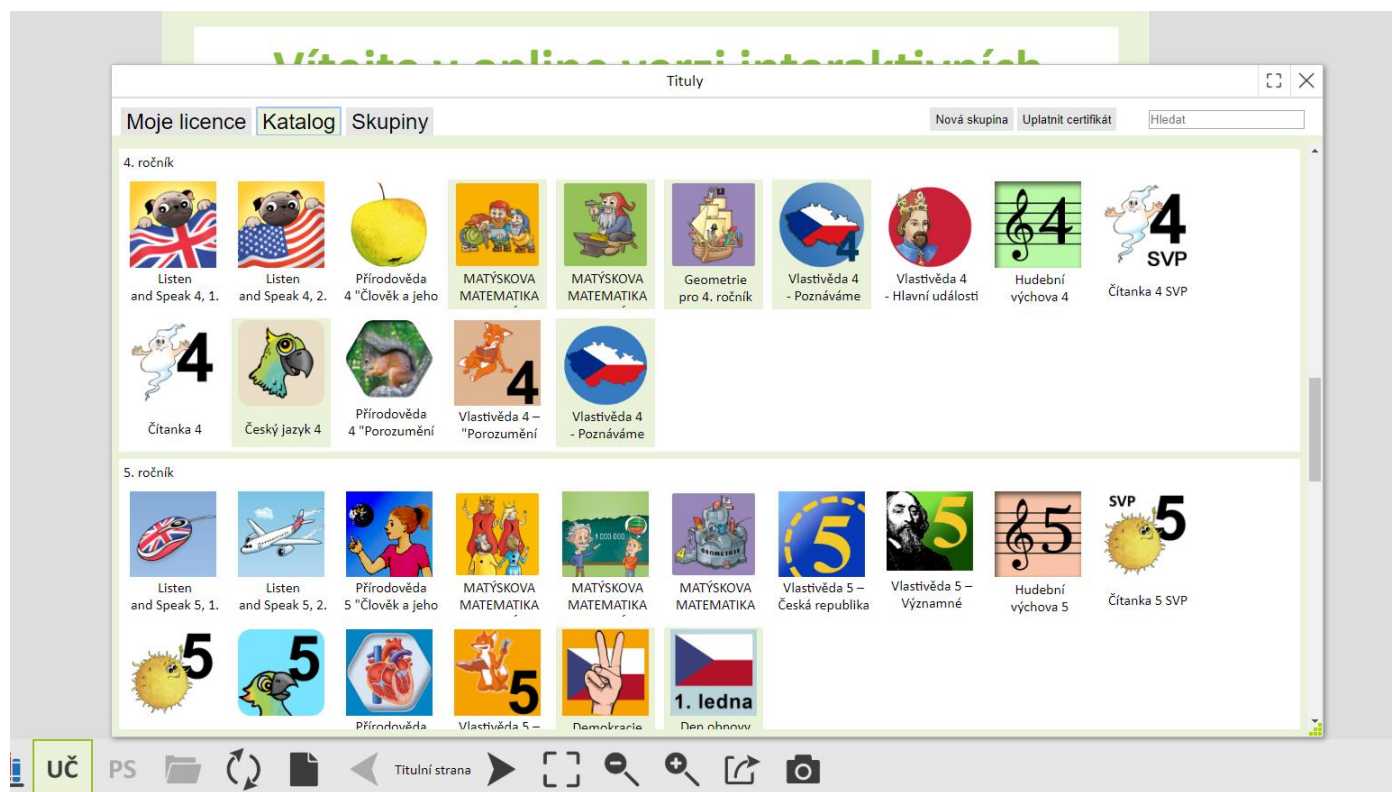 Vítejte v online verzi interaktivních
Tituly
Moje licence Katalog Skupiny Nová skupina Uplatnit certifikát Hledat
4. ročník
4 4 4
SVP
Listen and Speak 4, 1.
Listen and Speak 4, 2.
Přírodověda 4 "Člověk a jeho
MATÝSKOVA MATEMATIKA
MATÝSKOVA MATEMATIKA
Geometrie pro 4. ročník
Vlastivěda 4 - Poznáváme
Vlastivěda 4 - Hlavní události
Hudební výchova 4
Čítanka 4 SVP
4 4
Čítanka 4
Český jazyk 4
Přírodověda 4 "Porozumění
Vlastivěda 4 – "Porozumění
Vlastivěda 4 - Poznáváme
5. ročník
1 000 000 GEOMETRIE 5 5 5 SVP 5
Listen and Speak 5, 1.
Listen and Speak 5, 2.
Přírodověda 5 "Člověk a jeho
MATÝSKOVA MATEMATIKA
MATÝSKOVA MATEMATIKA
MATÝSKOVA MATEMATIKA
Vlastivěda 5 – Česká republika
Vlastivěda 5 – Významné
Hudební výchova 5
Čítanka 5 SVP
5 5 5
1. ledna
Přírodověda
Vlastivěda 5 –
Demokracie
Den obnovy
UČ PS Titulní strana